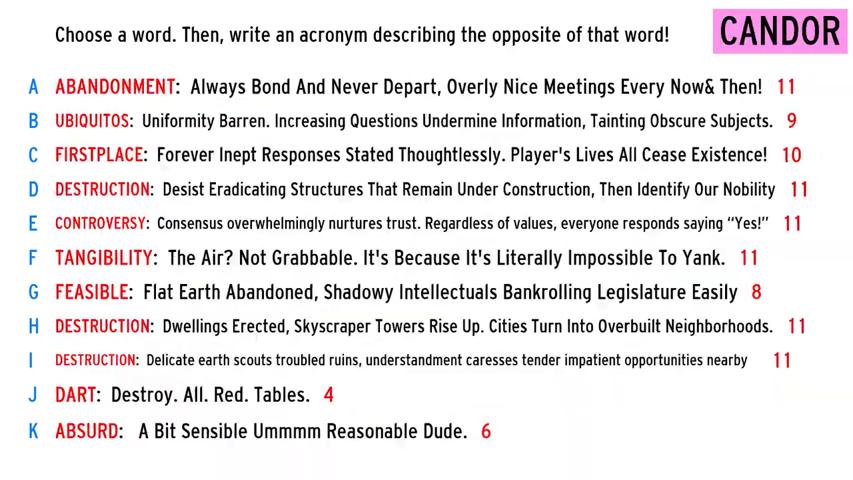 Choose a word. Then, write an acronym describing the opposite of that word!
CANDOR
A ABANDONMENT: Always Bond And Never Depart, Overly Nice Meetings Every Now& Then! 11
B UBIQUITOS: Uniformity Barren. Increasing Questions Undermine Information, Tainting Obscure Subjects. 9
C FIRSTPLACE: Forever Inept Responses Stated Thoughtlessly. Player's Lives All Cease Existence! 10
D DESTRUCTION: Desist Eradicating Structures That Remain Under Construction, Then Identify Our Nobility 11
E CONTROVERSY: Consensus overwhelmingly nurtures trust. Regardless of values, everyone responds saying “Yes!” 11
F TANGIBILITY: The Air? Not Grabbable. It's Because It's Literally Impossible To Yank. 11
G FEASIBLE: Flat Earth Abandoned, Shadowy Intellectuals Bankrolling Legislature Easily 8
H DESTRUCTION: Dwellings Erected, Skyscraper Towers Rise Up. Cities Turn Into Overbuilt Neighborhoods. 11
I DESTRUCTION: Delicate earth scouts troubled ruins, understandment caresses tender impatient opportunities nearby 11
J DART: Destroy. All. Red. Tables. 4
K ABSURD: A Bit Sensible Ummmm Reasonable Dude. 6